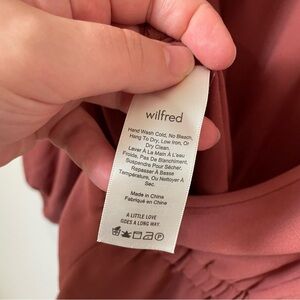 wilfred
Hand Wash Cold, No Bleach,
Hang To Dry, Low Iron, Or
Dry Clean.
Laver À La Main À L'eau
Froide, Pas De Blanchiment,
Suspendre Pour Sécher,
Repasser À Basse
Température, Ou Nettoyer À
Sec.
Made in China
Fabriqué en Chine
A LITTLE LOVE
GOES A LONG WAY.